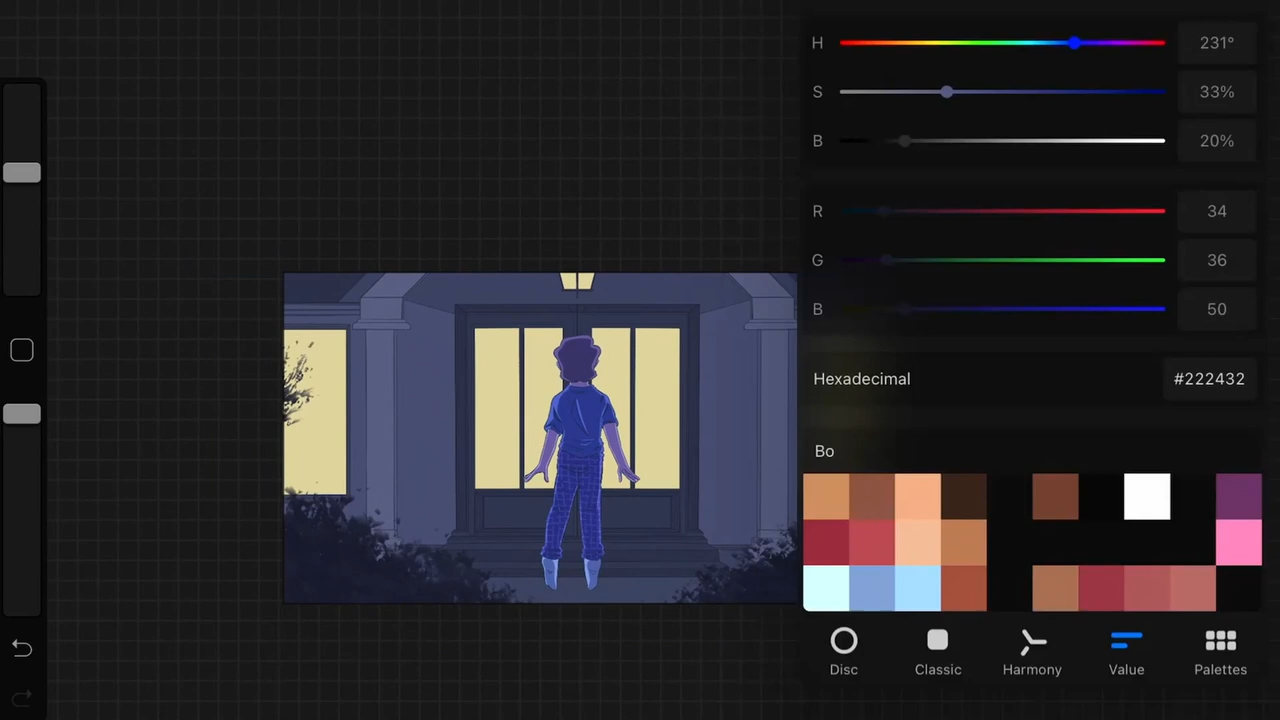 H 231°
S 33%
B 20%
R 34
G 36
B 50
Hexadecimal #222432
Bo
Disc Classic Harmony Value Palettes